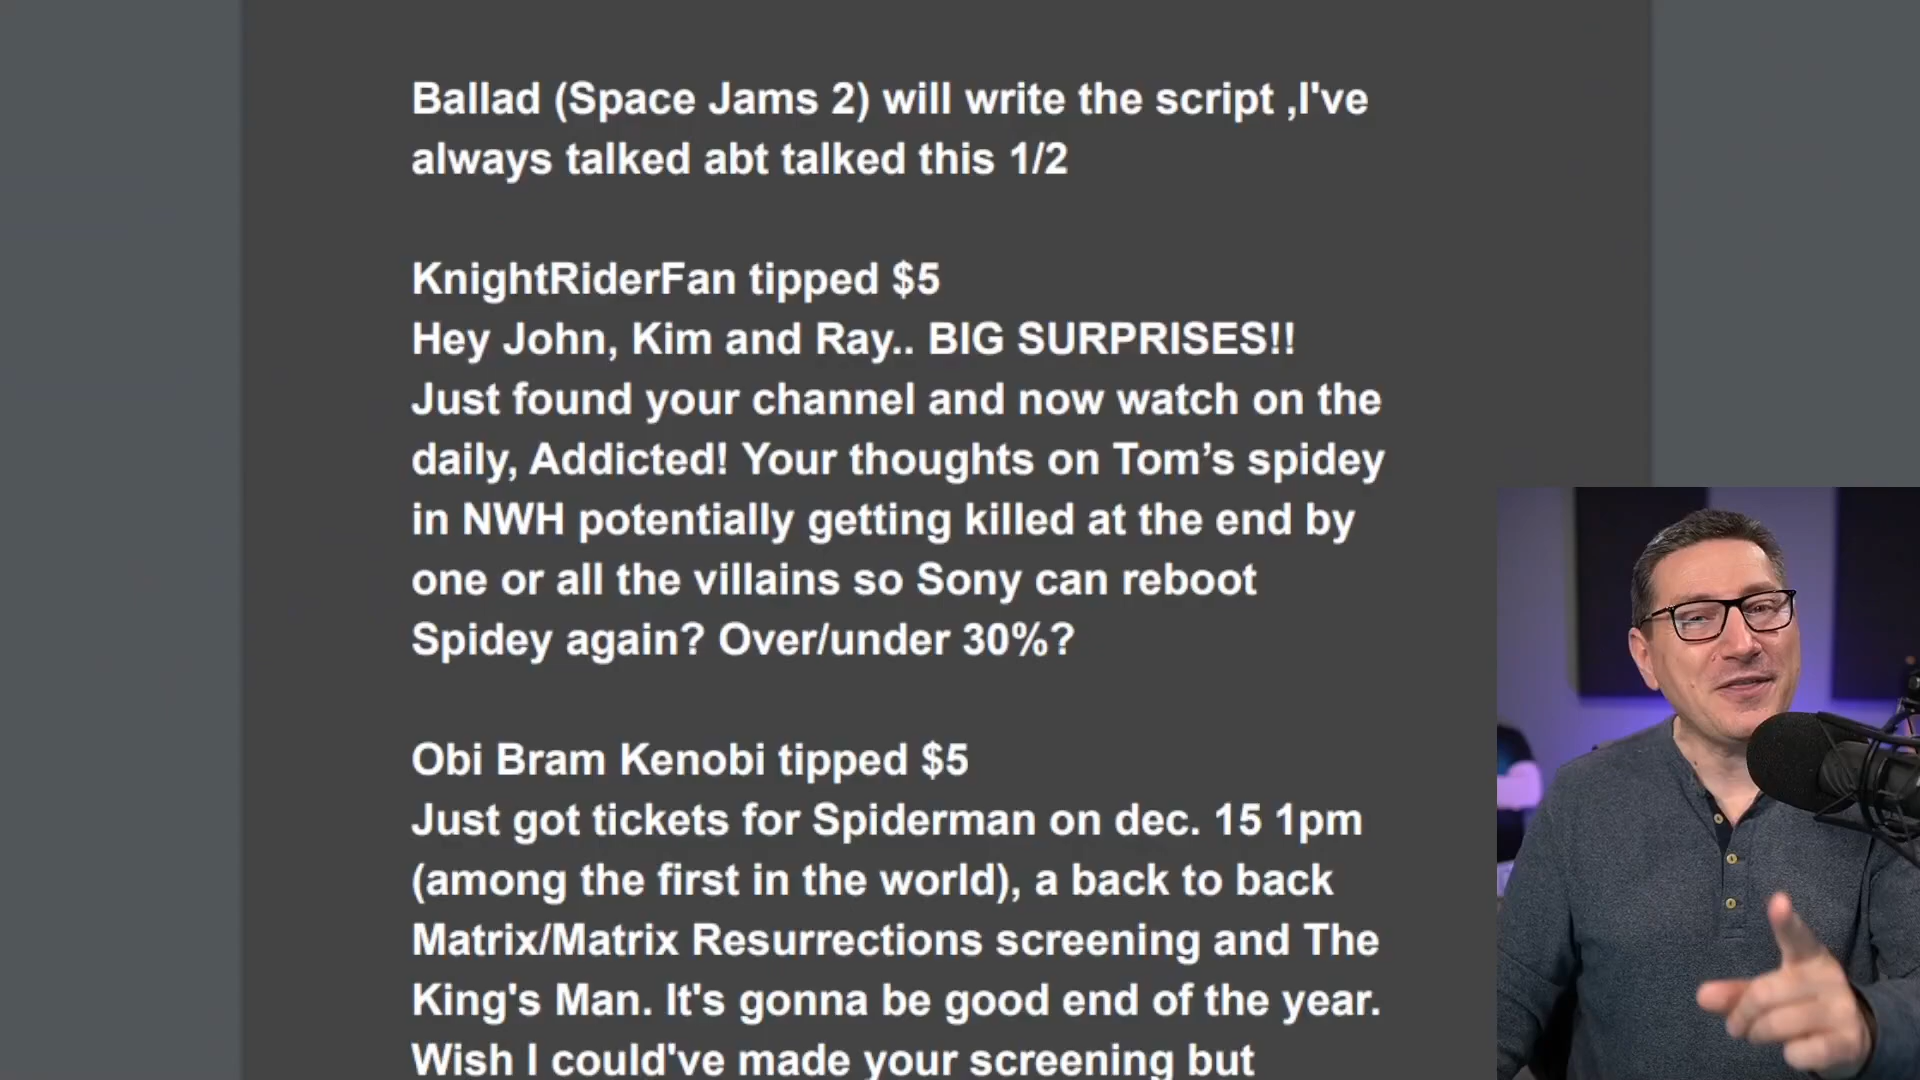 Ballad (Space Jams 2) will write the script ,I've
always talked abt talked this 1/2
KnightRiderFan tipped $5
Hey John, Kim and Ray.. BIG SURPRISES!!
Just found your channel and now watch on the
daily, Addicted! Your thoughts on Tom’s spidey
in NWH potentially getting killed at the end by
one or all the villains so Sony can reboot
Spidey again? Over/under 30%?
Obi Bram Kenobi tipped $5
Just got tickets for Spiderman on dec. 15 1pm
(among the first in the world), a back to back
Matrix/Matrix Resurrections screening and The
King's Man. It's gonna be good end of the year.
Wish I could've made your screening but